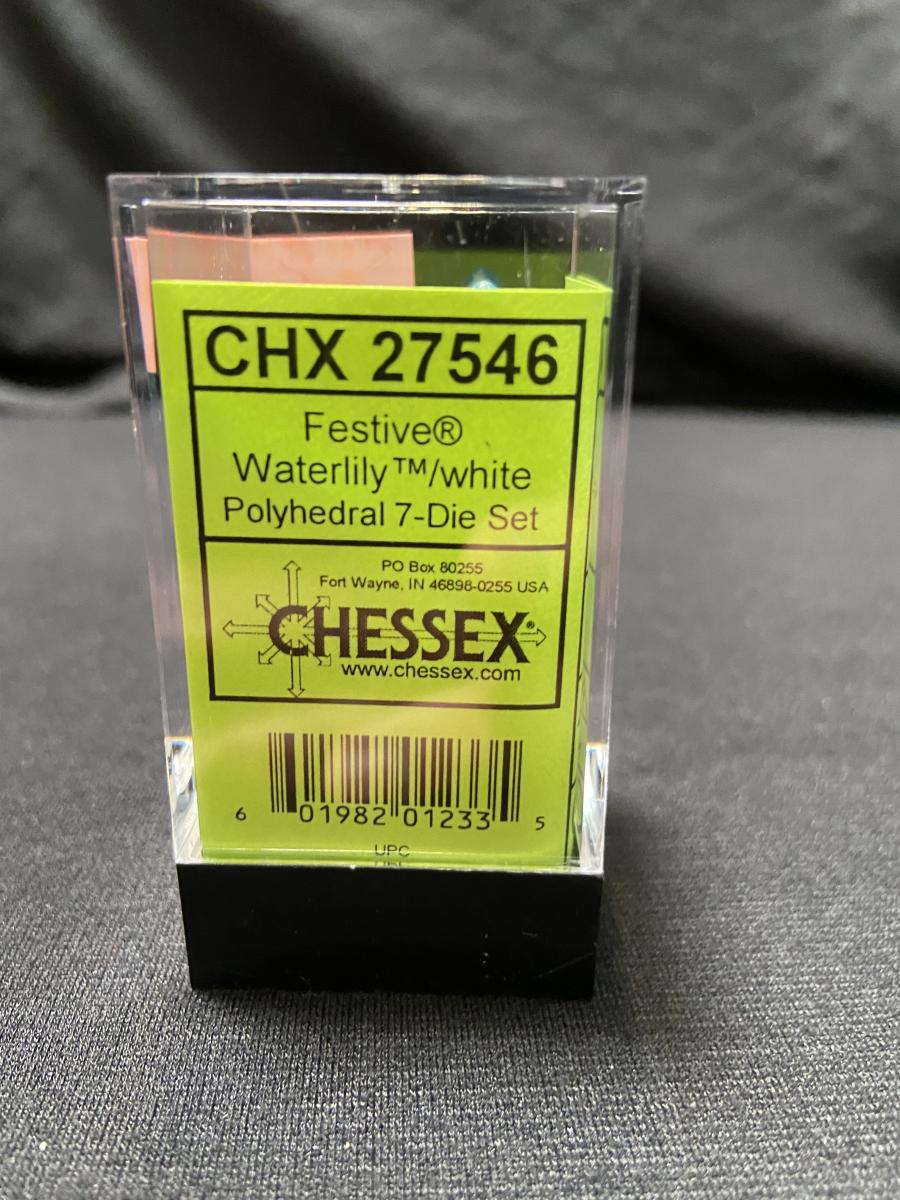 CHX 27546
Festive®
Waterlily™/white
Polyhedral 7-Die Set
PO Box 80255
Fort Wayne, IN 46898-0255 USA
CHESSEX®
www.chessex.com
6 01982 01233 5
UPC